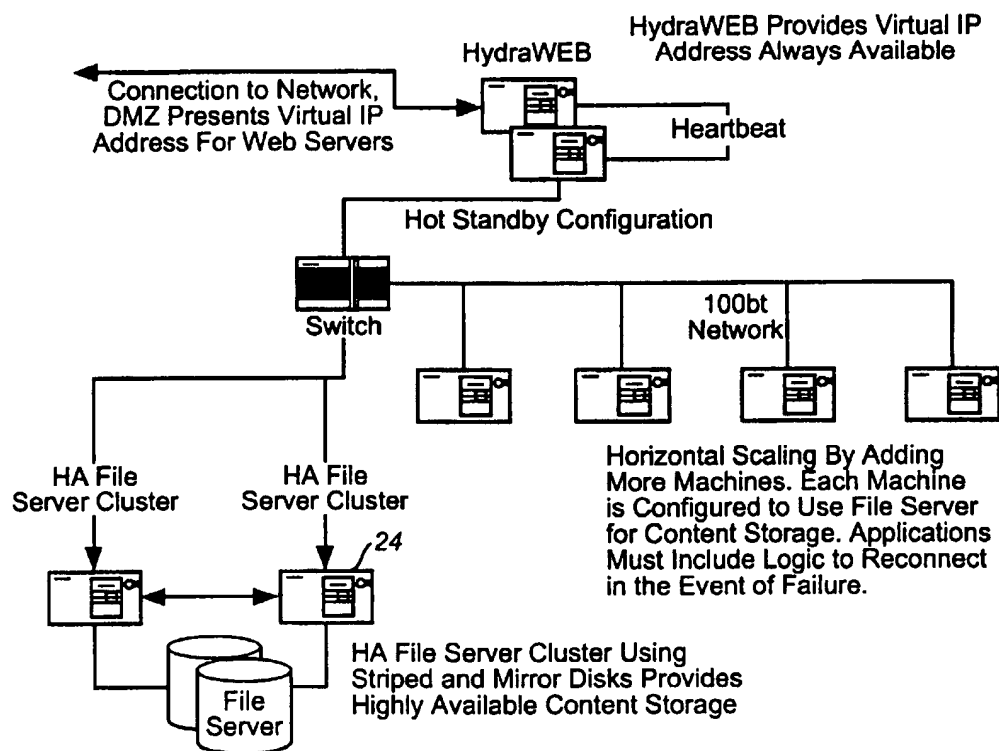 HydraWEB Provides Virtual IP
Address Always Available
HydraWEB
Connection to Network,
DMZ Presents Virtual IP
Address For Web Servers
Heartbeat
Hot Standby Configuration
Switch
100bt
Network
HA File
Server Cluster
HA File
Server Cluster
24
Horizontal Scaling By Adding
More Machines. Each Machine
is Configured to Use File Server
for Content Storage. Applications
Must Include Logic to Reconnect
in the Event of Failure.
HA File Server Cluster Using
Striped and Mirror Disks Provides
Highly Available Content Storage
File
Server